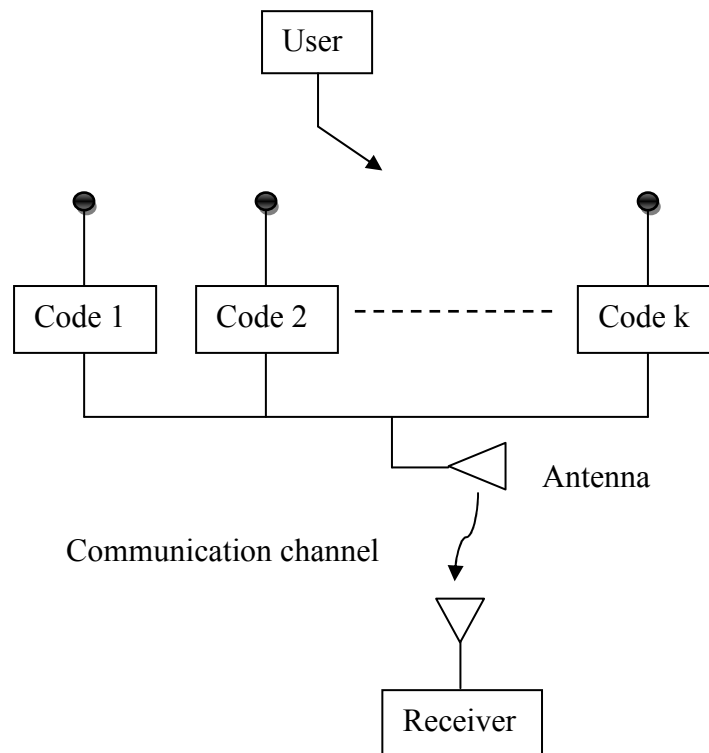 User
Code 1
Code 2
Code k
Antenna
Communication channel
Receiver